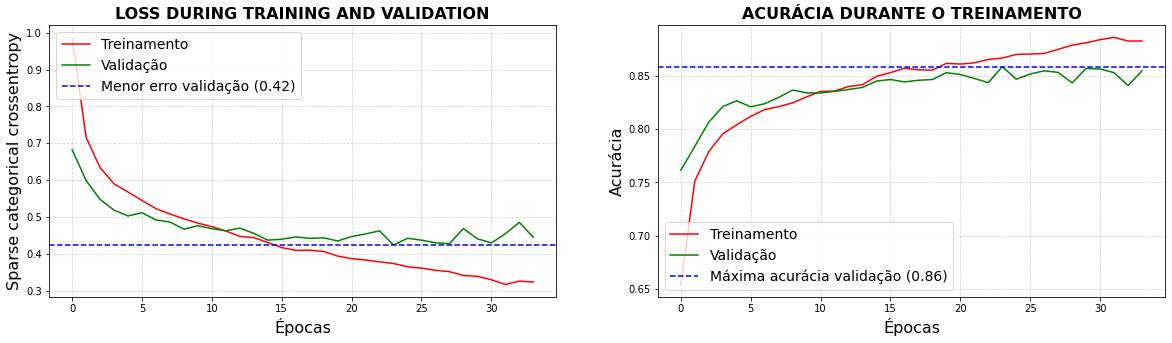 LOSS DURING TRAINING AND VALIDATION
Sparse categorical crossentropy
1.0
0.9
0.8
0.7
0.6
0.5
0.4
0.3
Treinamento
Validação
Menor erro validação (0.42)
0 5 10 15 20 25 30
Épocas
ACURÁCIA DURANTE O TREINAMENTO
Acurácia
0.85
0.80
0.75
0.70
0.65
Treinamento
Validação
Máxima acurácia validação (0.86)
0 5 10 15 20 25 30
Épocas